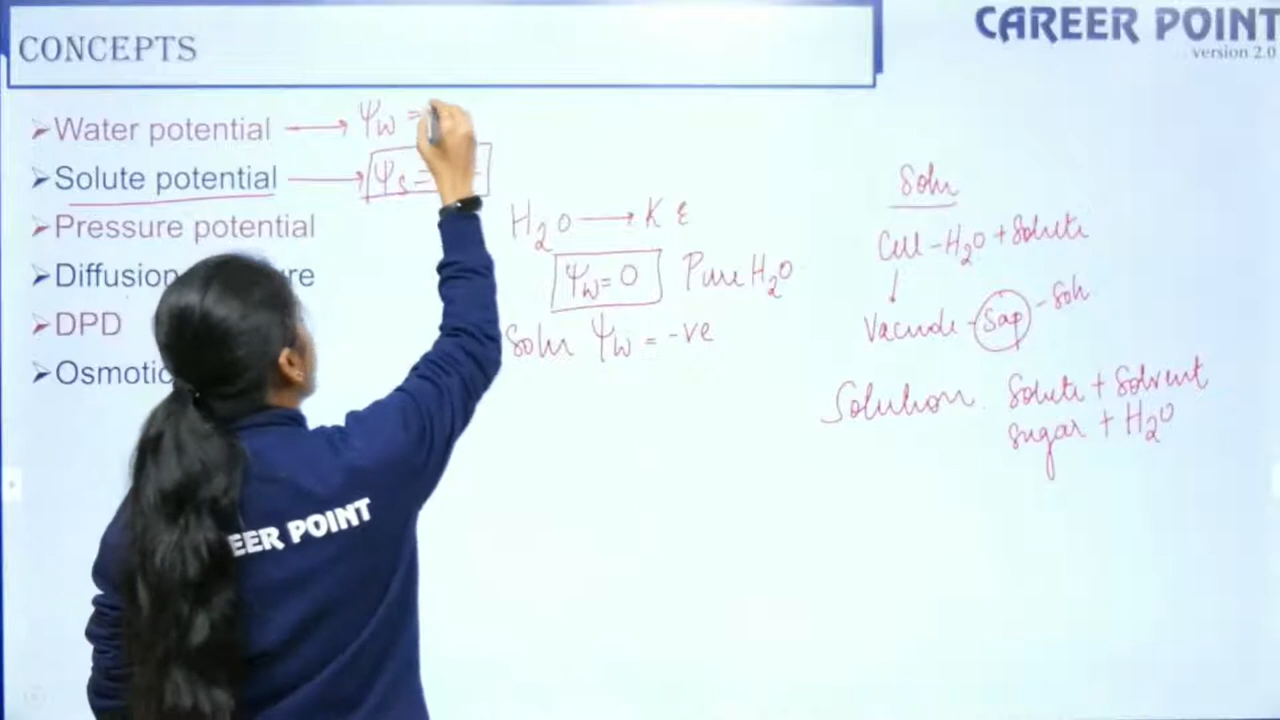 CONCEPTS
CAREER POINT
version 2.0
➢Water potential → Ψw =
➢Solute potential → Ψs =
➢Pressure potential
➢Diffusion
➢DPD
➢Osmotic
H₂O → K E
Ψw = 0 Pure H₂O
Soln Ψw = -ve
Soln
Cell - H₂O + Solute
↓
Vacuole - Sap - Soln
Solution. Solute + Solvent
Sugar + H₂O
EER POINT